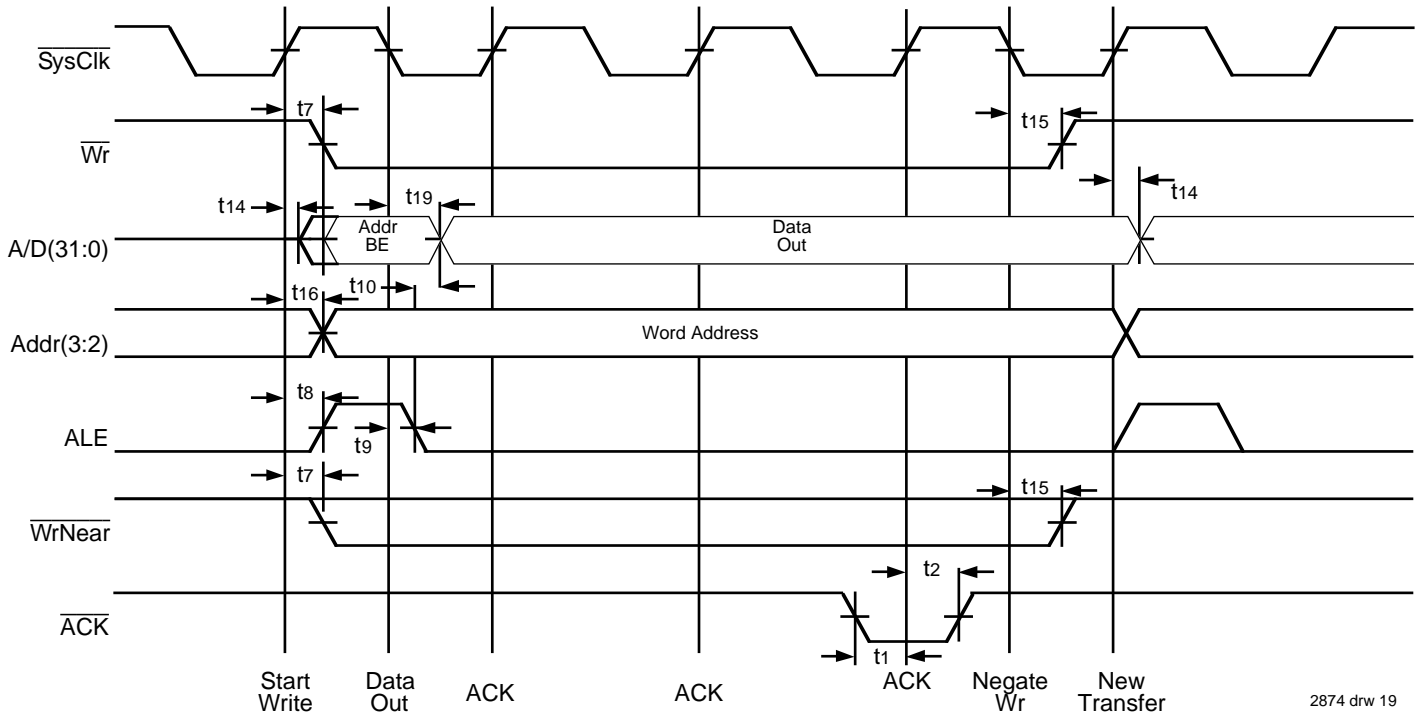 SysClk
t7
t15
Wr
t14
t19
t14
A/D(31:0)
Addr
BE
Data
Out
t16
t10
Addr(3:2)
Word Address
t8
ALE
t9
t7
t15
WrNear
t2
ACK
t1
Start
Write
Data
Out
ACK
ACK
ACK
Negate
Wr
New
Transfer
2874 drw 19